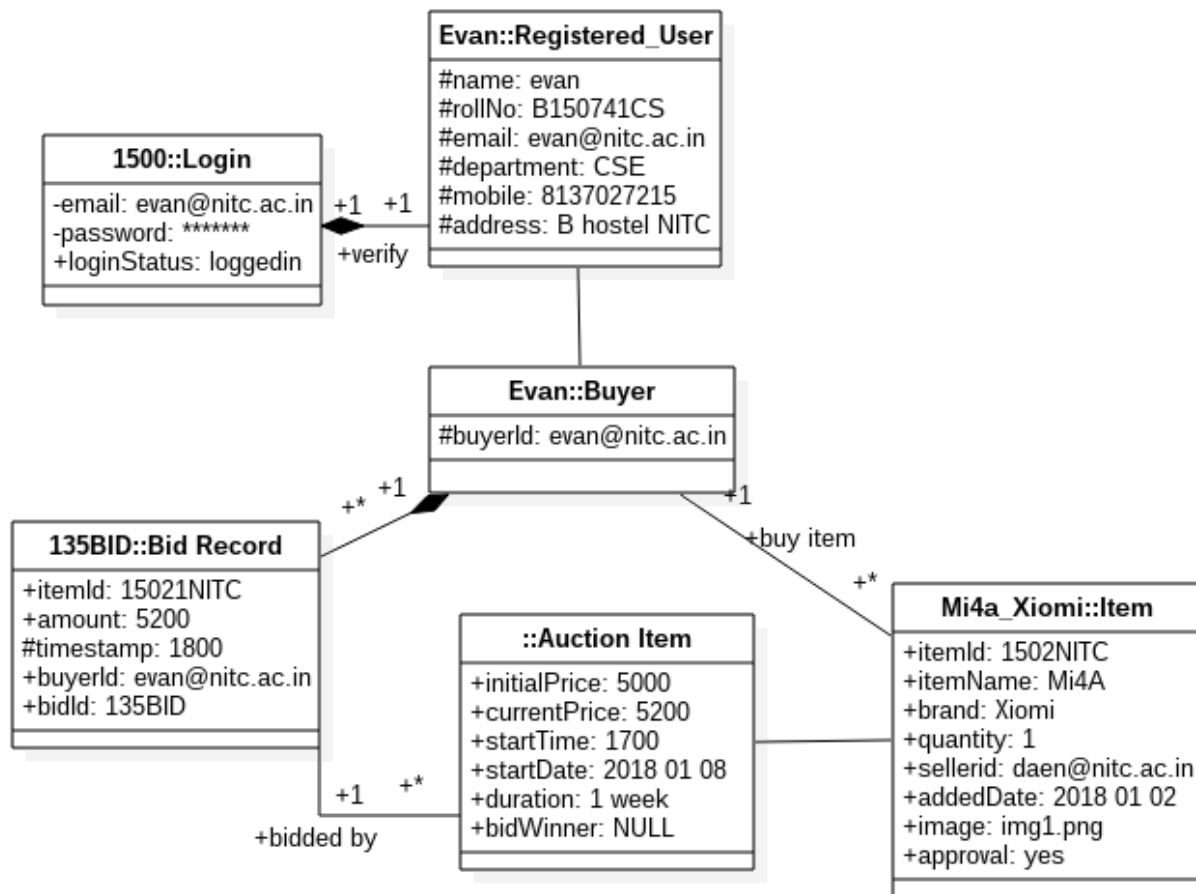 Evan::Registered_User
#name: evan
#rollNo: B150741CS
#email: evan@nitc.ac.in
#department: CSE
#mobile: 8137027215
#address: B hostel NITC
1500::Login
-email: evan@nitc.ac.in
-password: *******
+loginStatus: loggedin
+1
+1
+verify
Evan::Buyer
#buyerId: evan@nitc.ac.in
+1
+*
+1
+buy item
+*
135BID::Bid Record
+itemId: 15021NITC
+amount: 5200
#timestamp: 1800
+buyerId: evan@nitc.ac.in
+bidId: 135BID
+1
+*
+bidded by
::Auction Item
+initialPrice: 5000
+currentPrice: 5200
+startTime: 1700
+startDate: 2018 01 08
+duration: 1 week
+bidWinner: NULL
Mi4a_Xiomi::Item
+itemId: 1502NITC
+itemName: Mi4A
+brand: Xiomi
+quantity: 1
+sellerid: daen@nitc.ac.in
+addedDate: 2018 01 02
+image: img1.png
+approval: yes